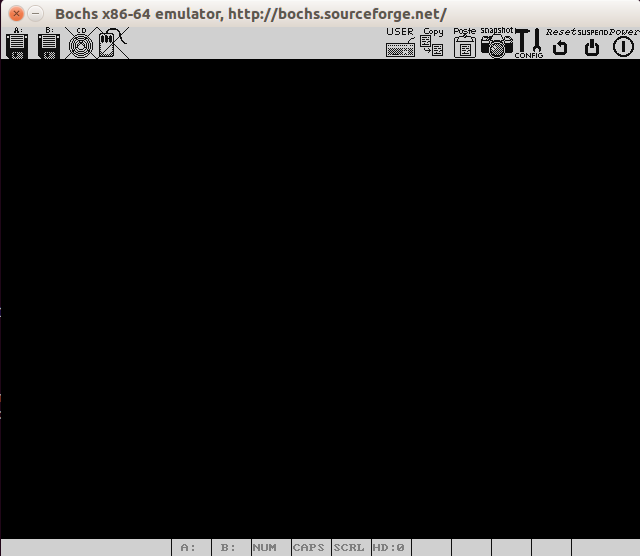 Bochs x86-64 emulator, http://bochs.sourceforge.net/
A: B: CD USER Copy Paste snapshot CONFIG Reset SUSPEND Power
A: B: NUM CAPS SCRL HD:0